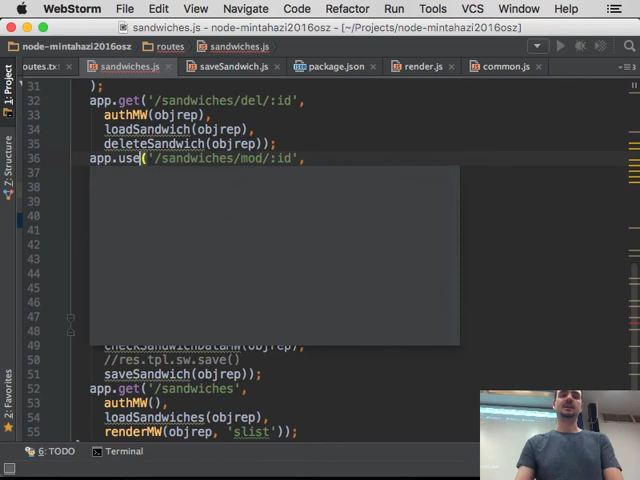 WebStorm File Edit View Navigate Code Refactor Run Tools VCS Window Help
sandwiches.js - node-mintahazi2016osz - [~/Projects/node-mintahazi2016osz]
node-mintahazi2016osz routes sandwiches.js
outes.tx sandwiches.js saveSandwich.js package.json render.js common.js
1: Project
7: Structure
2: Favorites
31 );
32 app.get('/sandwiches/del/:id',
33 authMW(objrep),
34 loadSandwich(objrep),
35 deleteSandwich(objrep));
36 app.use('/sandwiches/mod/:id',
37
38
39
40
41
42
43
44
45
46
47
48
49 checkSandwichDataMW(objrep),
50 //res.tpl.sw.save()
51 saveSandwich(objrep));
52 app.get('/sandwiches',
53 authMW(),
54 loadSandwiches(objrep),
55 renderMW(objrep, 'slist'));
6: TODO Terminal